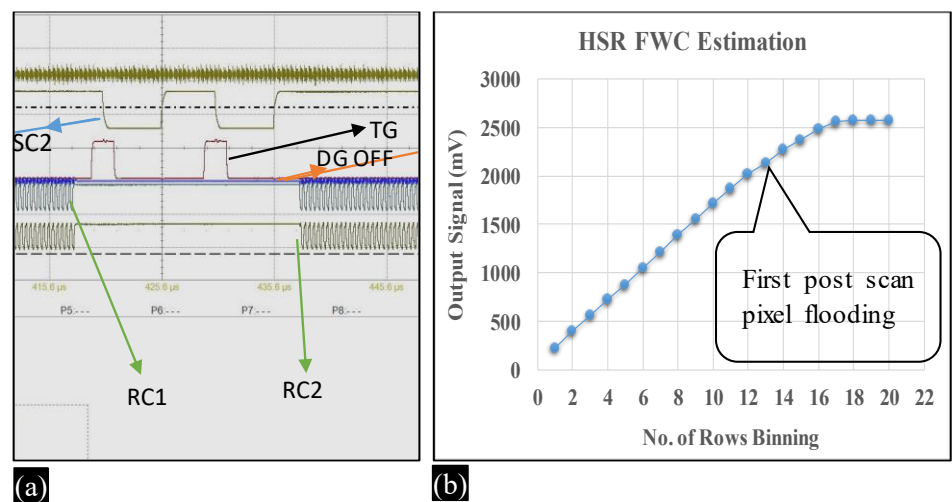 SC2
TG
DG OFF
415.6 µs 425.6 µs 435.6 µs 445.6 µs
P5:--- P6:--- P7:--- P8:---
RC1
RC2
(a)
HSR FWC Estimation
Output Signal (mV)
3000
2500
2000
1500
1000
500
0
0 2 4 6 8 10 12 14 16 18 20 22
No. of Rows Binning
First post scan
pixel flooding
(b)